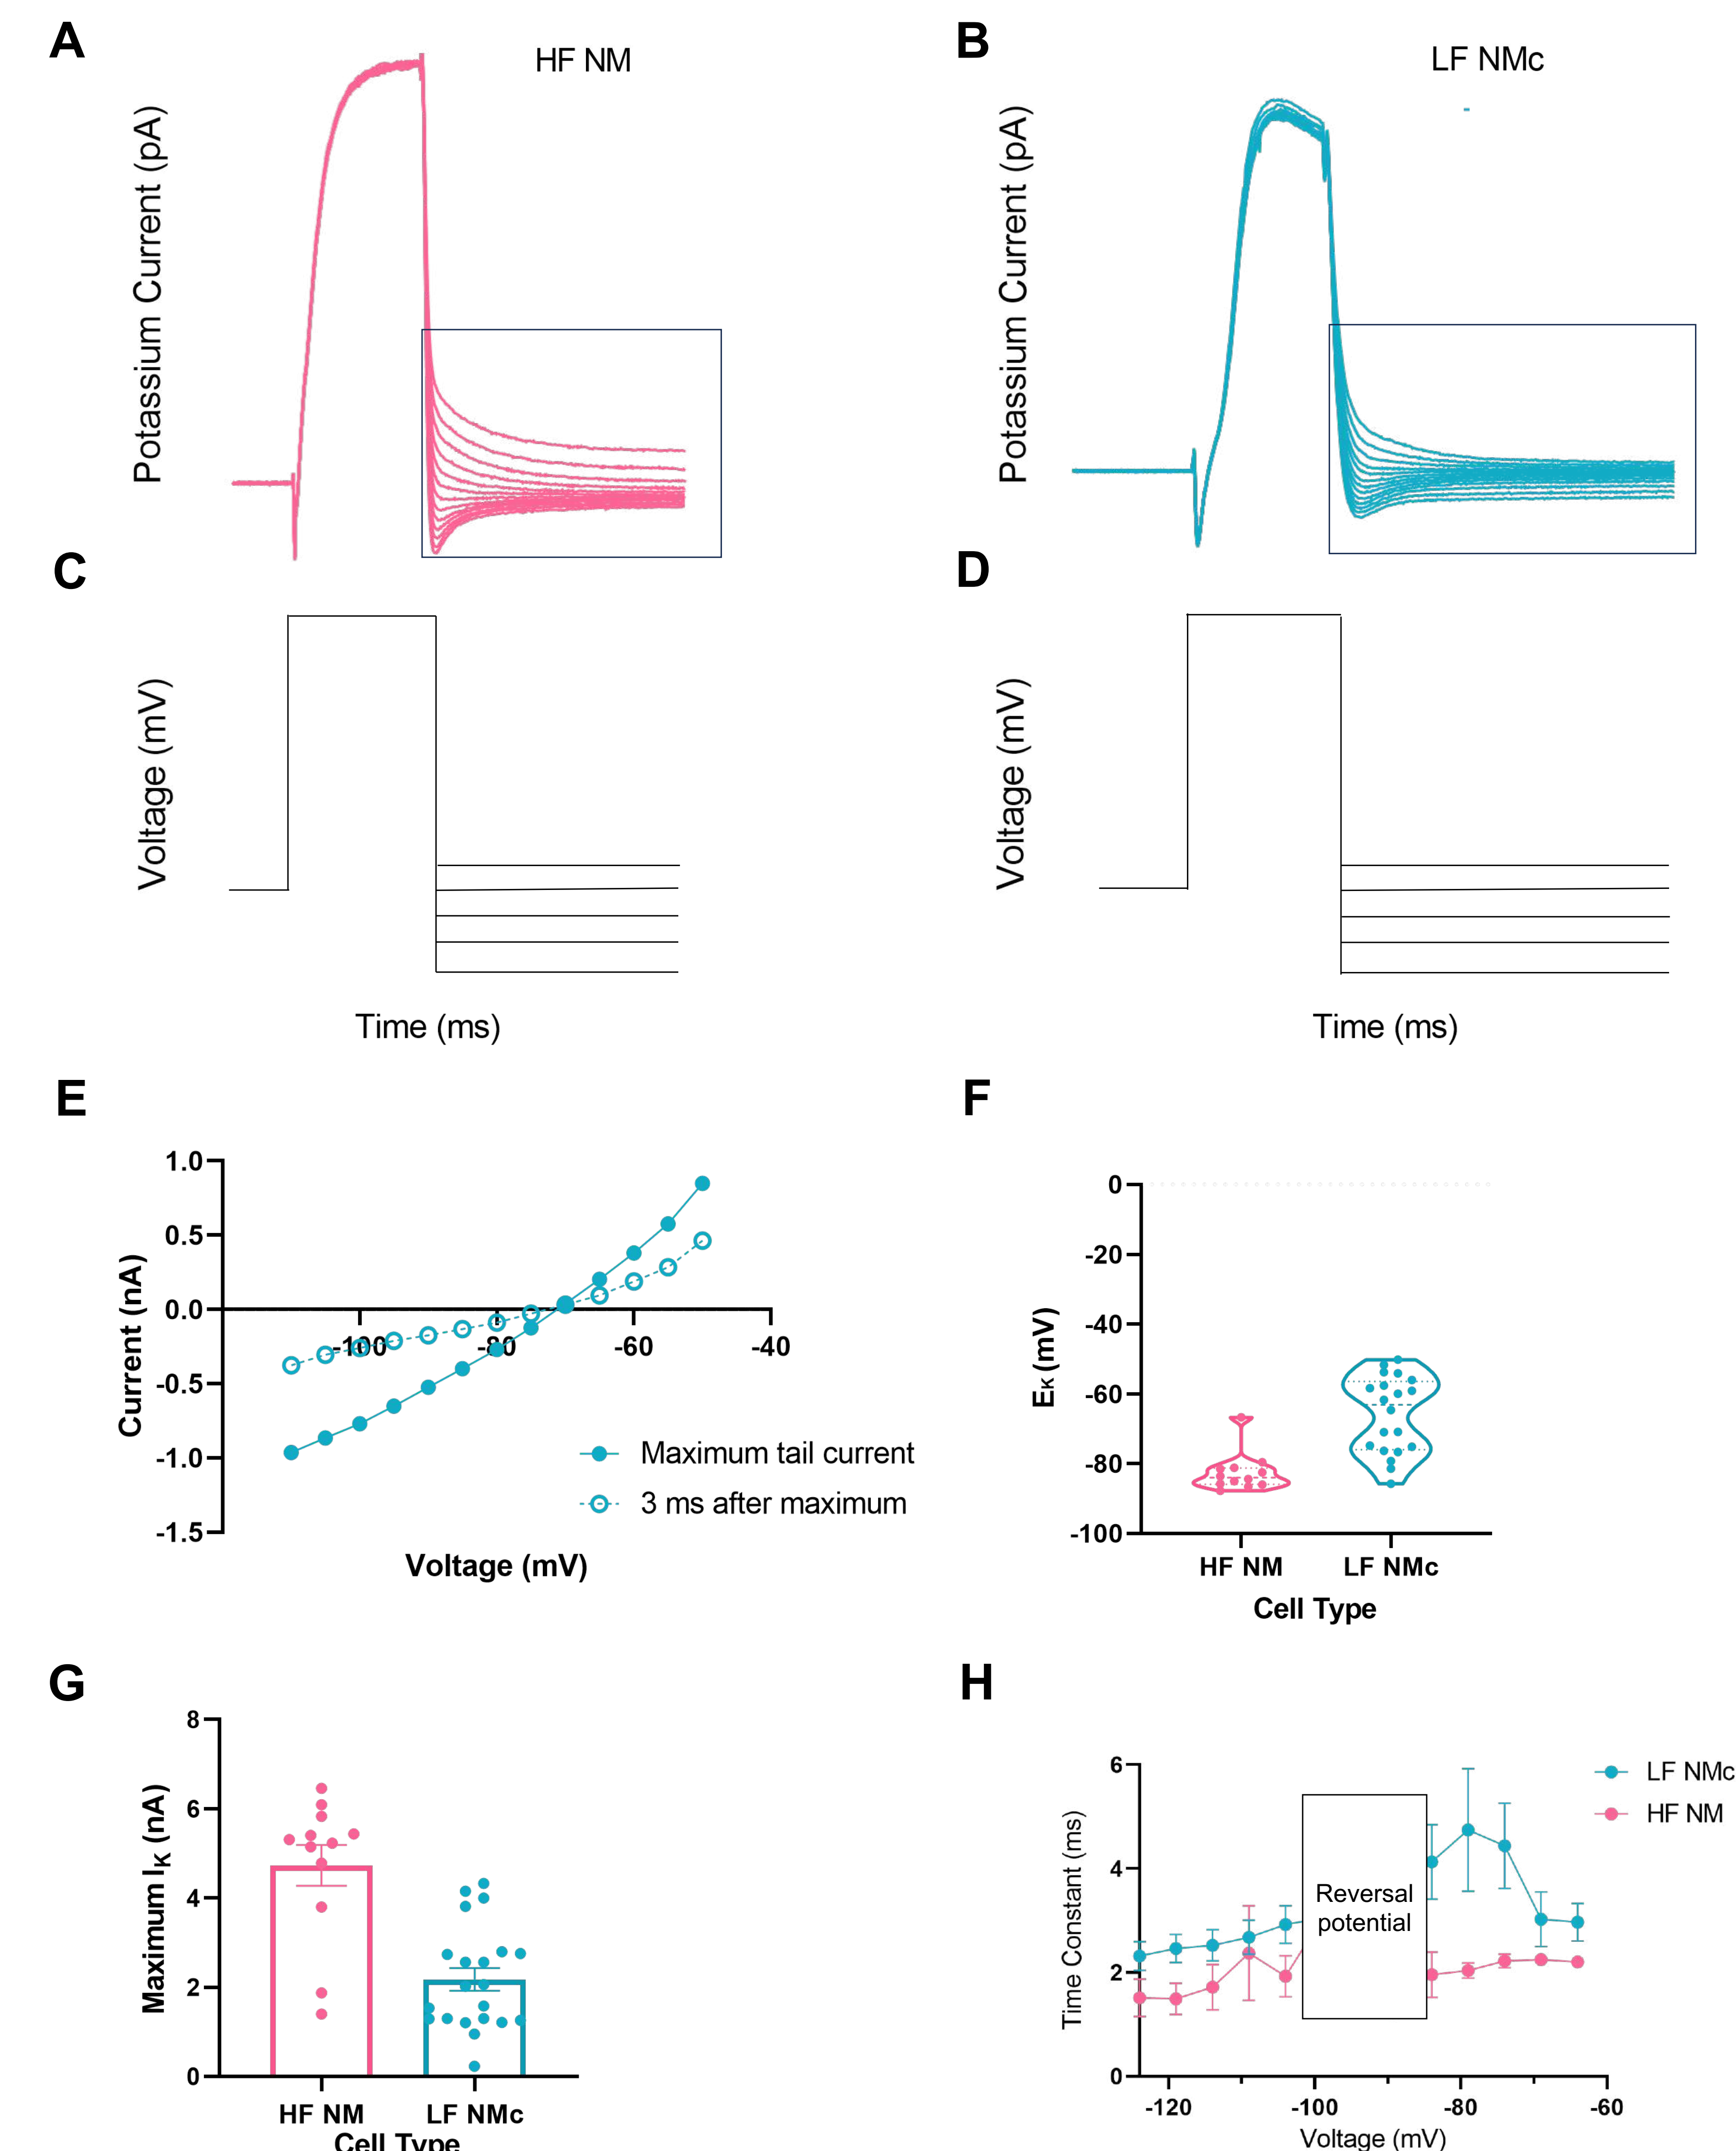 A
HF NM
Potassium Current (pA)
B
LF NMc
Potassium Current (pA)
C
Voltage (mV)
Time (ms)
D
Voltage (mV)
Time (ms)
E
1.0
0.5
0.0
-0.5
-1.0
-1.5
Current (nA)
-100
-80
-60
-40
Maximum tail current
3 ms after maximum
Voltage (mV)
F
0
-20
-40
-60
-80
-100
EK (mV)
HF NM
LF NMc
Cell Type
G
8
6
4
2
0
Maximum IK (nA)
HF NM
LF NMc
Cell Type
H
6
4
2
0
Time Constant (ms)
Reversal
potential
LF NMc
HF NM
-120
-100
-80
-60
Voltage (mV)